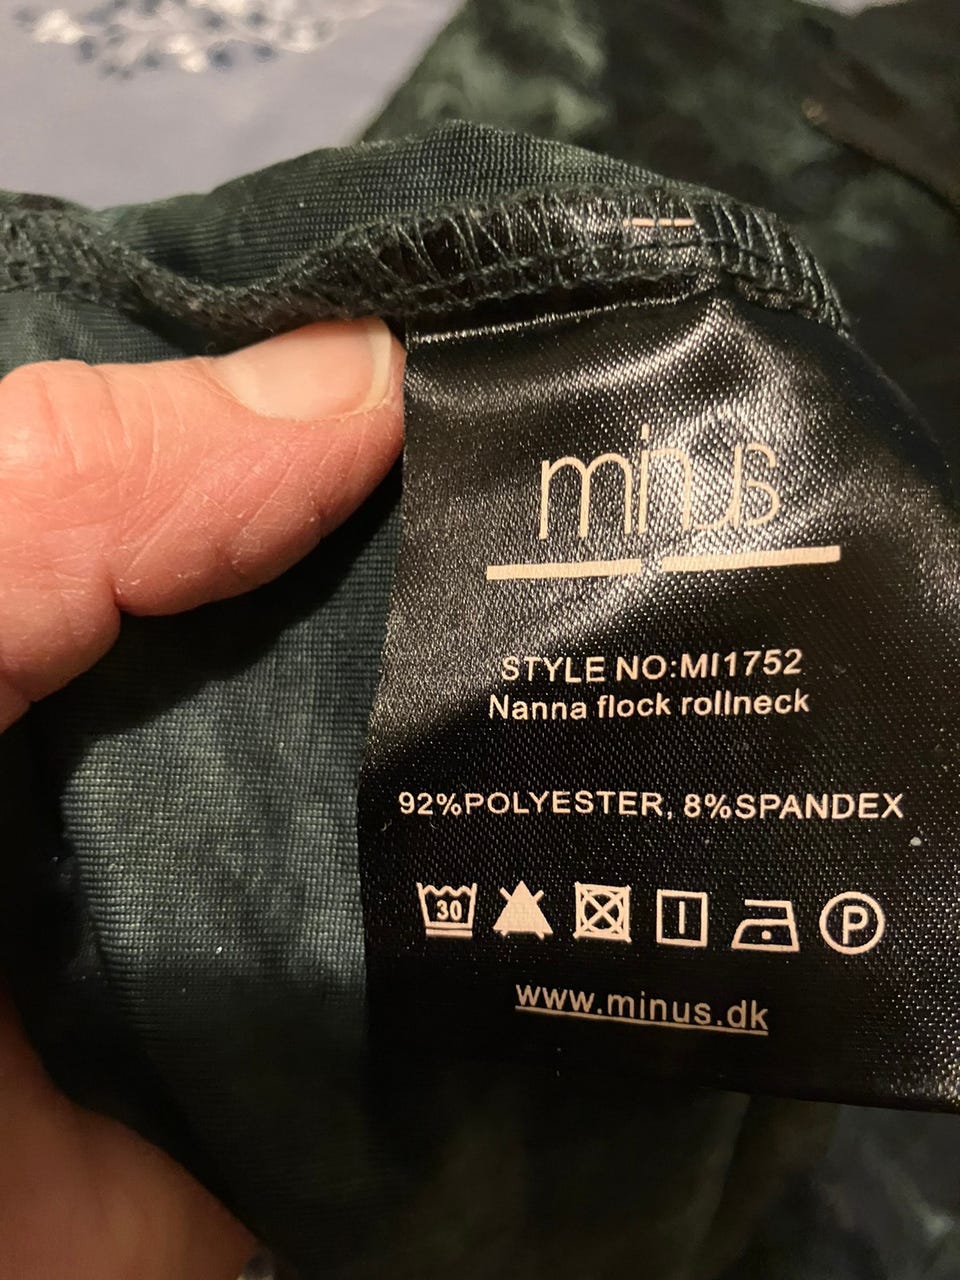 minus
STYLE NO:MI1752
Nanna flock rollneck
92%POLYESTER, 8%SPANDEX
30 P
www.minus.dk